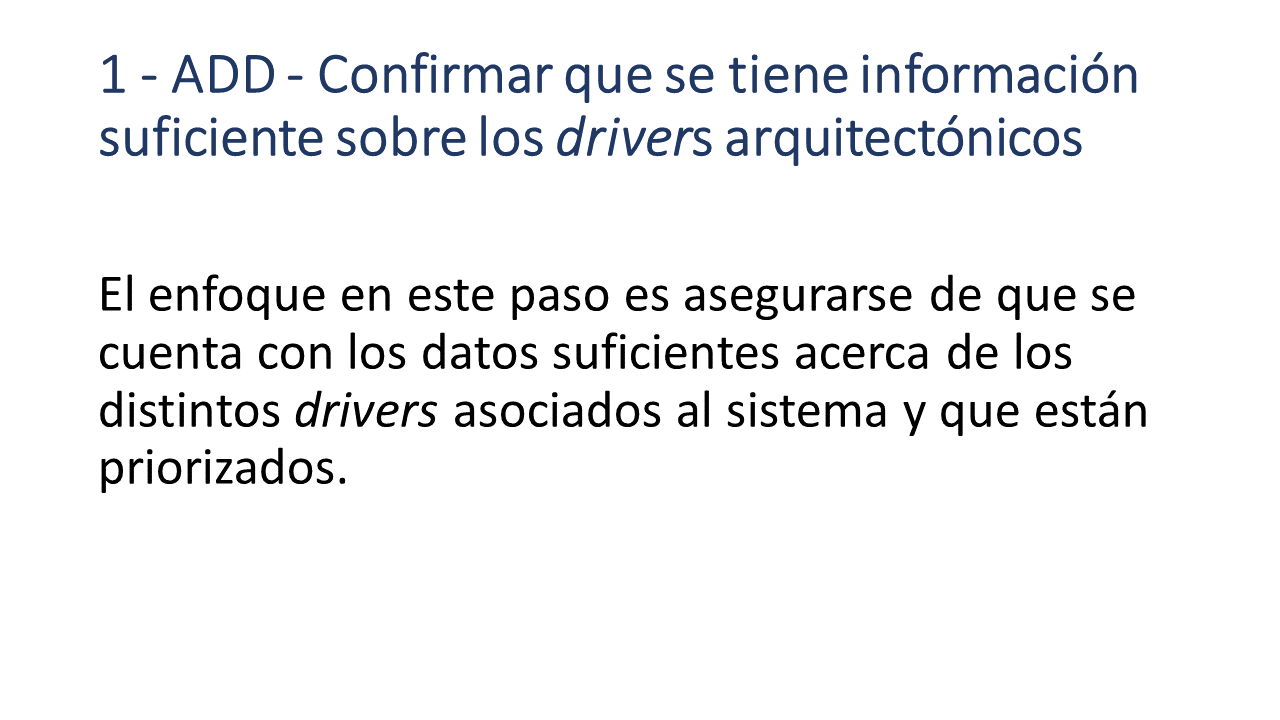 1 - ADD - Confirmar que se tiene información
suficiente sobre los drivers arquitectónicos
El enfoque en este paso es asegurarse de que se
cuenta con los datos suficientes acerca de los
distintos drivers asociados al sistema y que están
priorizados.